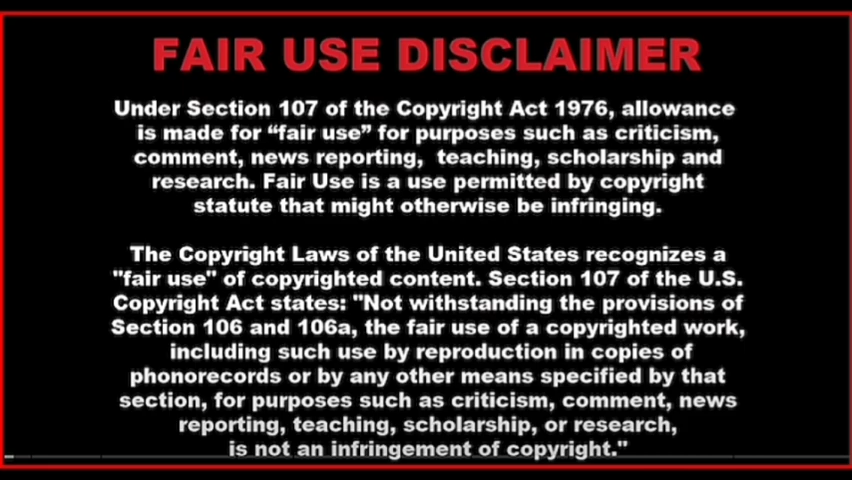 FAIR USE DISCLAIMER
Under Section 107 of the Copyright Act 1976, allowance
is made for “fair use” for purposes such as criticism,
comment, news reporting,  teaching, scholarship and
research. Fair Use is a use permitted by copyright
statute that might otherwise be infringing.
The Copyright Laws of the United States recognizes a
"fair use" of copyrighted content. Section 107 of the U.S.
Copyright Act states: "Not withstanding the provisions of
Section 106 and 106a, the fair use of a copyrighted work,
including such use by reproduction in copies of
phonorecords or by any other means specified by that
section, for purposes such as criticism, comment, news
reporting, teaching, scholarship, or research,
is not an infringement of copyright."